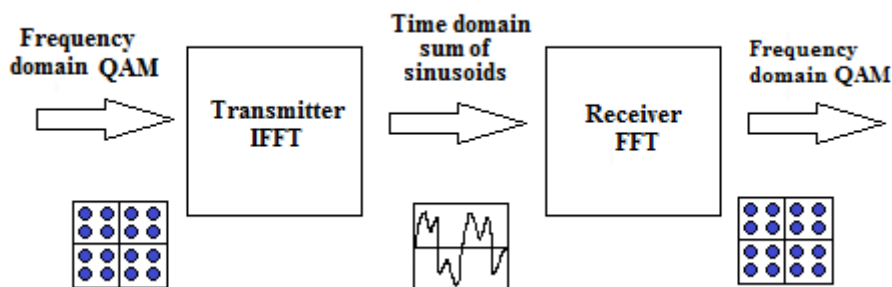 Frequency
domain QAM
Transmitter
IFFT
Time domain
sum of
sinusoids
Receiver
FFT
Frequency
domain QAM